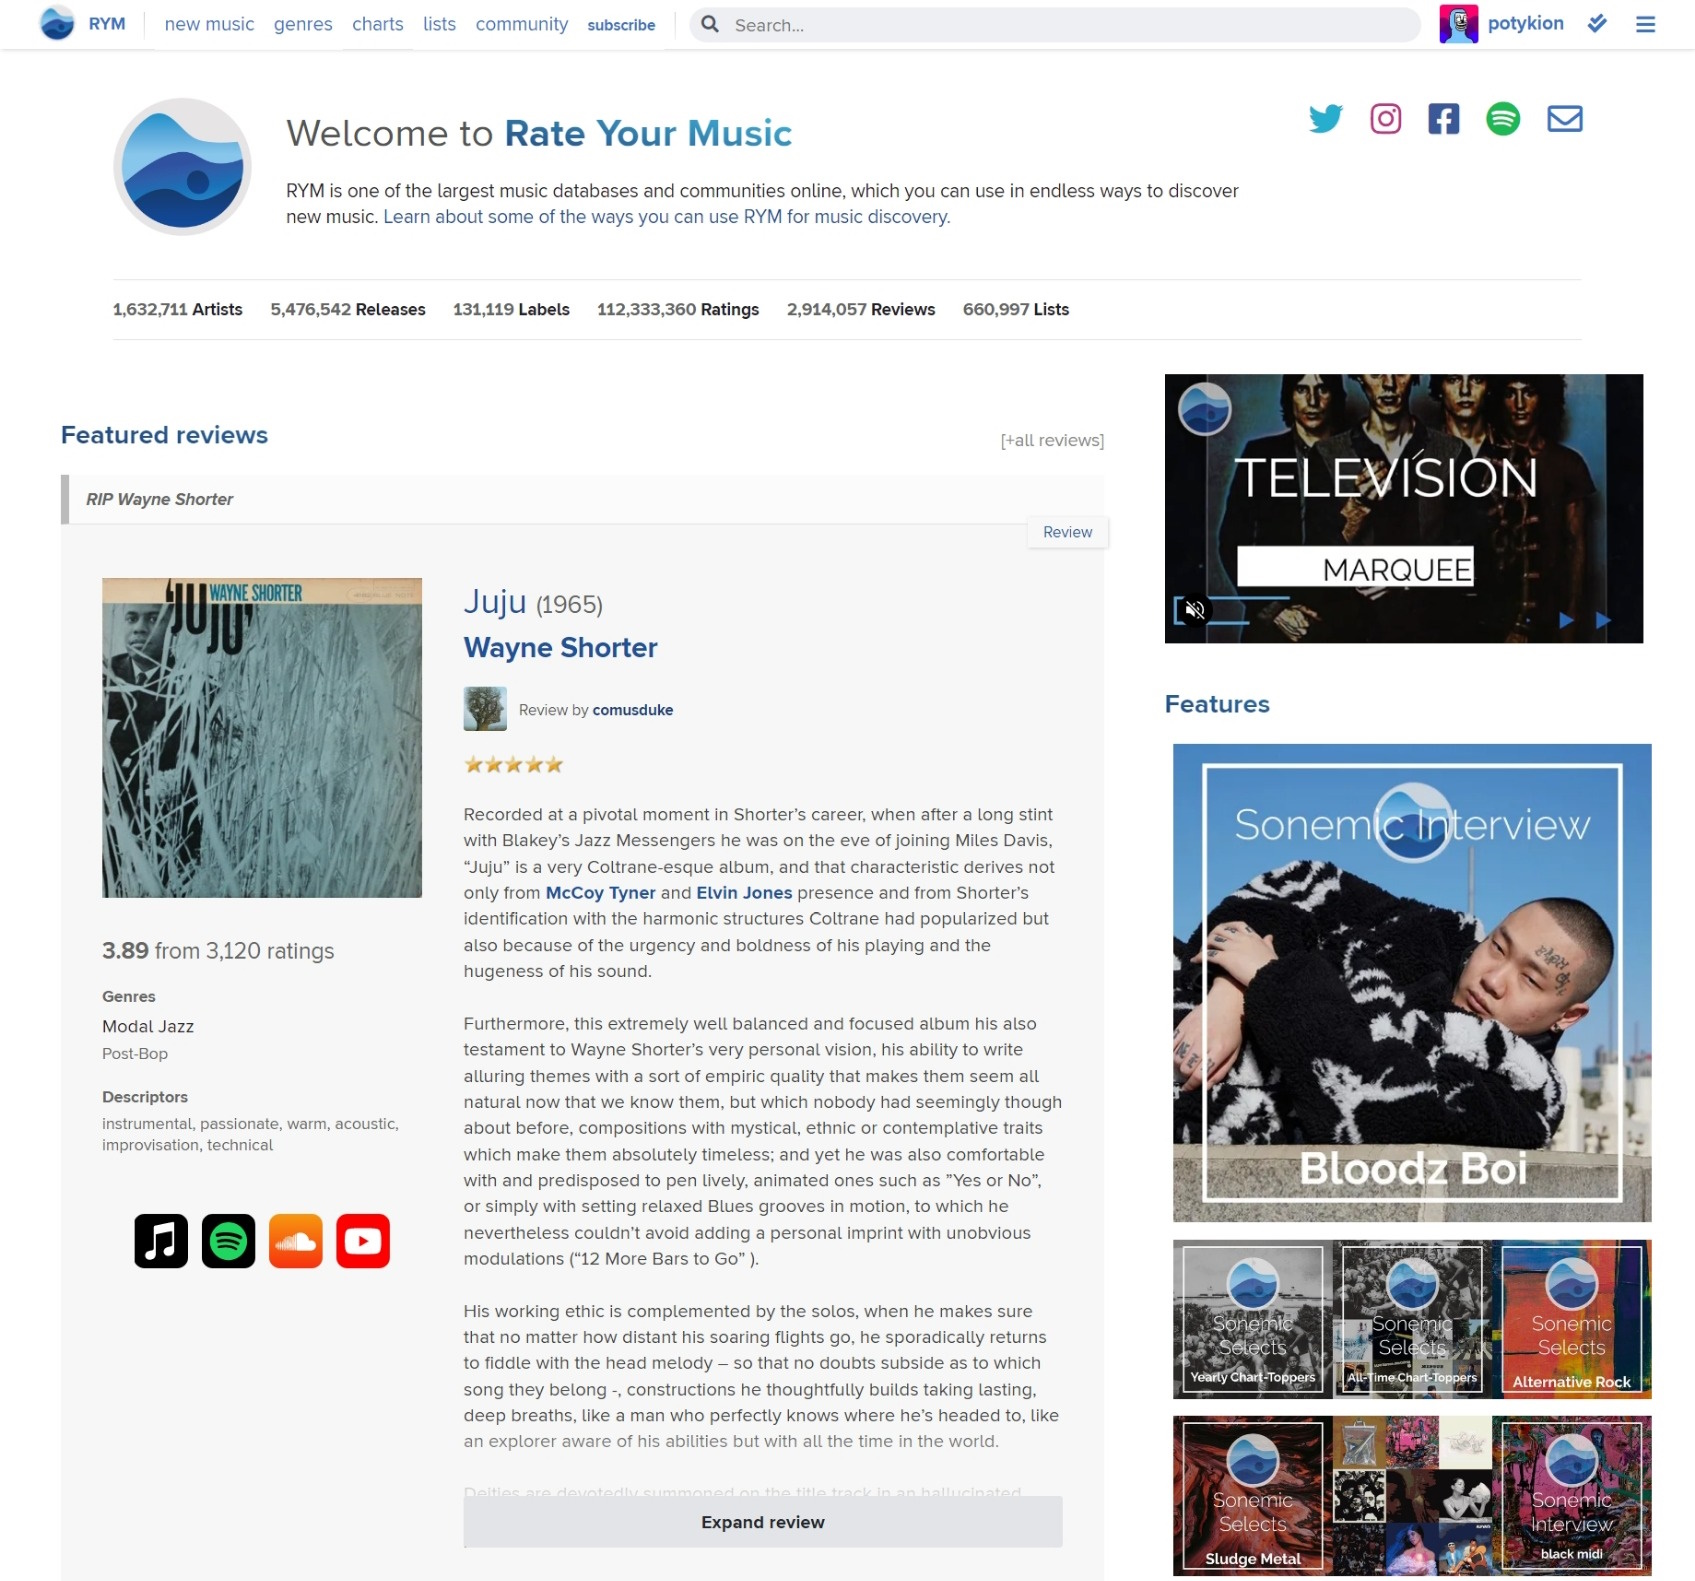 RYM new music genres charts lists community subscribe Search... potykion
Welcome to Rate Your Music
RYM is one of the largest music databases and communities online, which you can use in endless ways to discover
new music. Learn about some of the ways you can use RYM for music discovery.
1,632,711 Artists 5,476,542 Releases 131,119 Labels 112,333,360 Ratings 2,914,057 Reviews 660,997 Lists
Featured reviews
[+all reviews]
RIP Wayne Shorter
Review
'JU JU' WAYNE SHORTER
Juju (1965)
Wayne Shorter
Review by comusduke
Recorded at a pivotal moment in Shorter’s career, when after a long stint
with Blakey’s Jazz Messengers he was on the eve of joining Miles Davis,
“Juju” is a very Coltrane-esque album, and that characteristic derives not
only from McCoy Tyner and Elvin Jones presence and from Shorter’s
identification with the harmonic structures Coltrane had popularized but
also because of the urgency and boldness of his playing and the
hugeness of his sound.
Furthermore, this extremely well balanced and focused album his also
testament to Wayne Shorter’s very personal vision, his ability to write
alluring themes with a sort of empiric quality that makes them seem all
natural now that we know them, but which nobody had seemingly though
about before, compositions with mystical, ethnic or contemplative traits
which make them absolutely timeless; and yet he was also comfortable
with and predisposed to pen lively, animated ones such as ”Yes or No”,
or simply with setting relaxed Blues grooves in motion, to which he
nevertheless couldn’t avoid adding a personal imprint with unobvious
modulations (“12 More Bars to Go” ).
His working ethic is complemented by the solos, when he makes sure
that no matter how distant his soaring flights go, he sporadically returns
to fiddle with the head melody – so that no doubts subside as to which
song they belong -, constructions he thoughtfully builds taking lasting,
deep breaths, like a man who perfectly knows where he’s headed to, like
an explorer aware of his abilities but with all the time in the world.
Deities are devotedly summoned on the title track in an hallucinated
Expand review
3.89 from 3,120 ratings
Genres
Modal Jazz
Post-Bop
Descriptors
instrumental, passionate, warm, acoustic,
improvisation, technical
TELEVISION
MARQUEE
Features
Sonemic Interview
Bloodz Boi
Sonemic
Selects
Yearly Chart-Toppers
Sonemic
Selects
All-Time Chart-Toppers
Sonemic
Selects
Alternative Rock
Sonemic
Selects
Sludge Metal
Sonemic
Interview
black midi